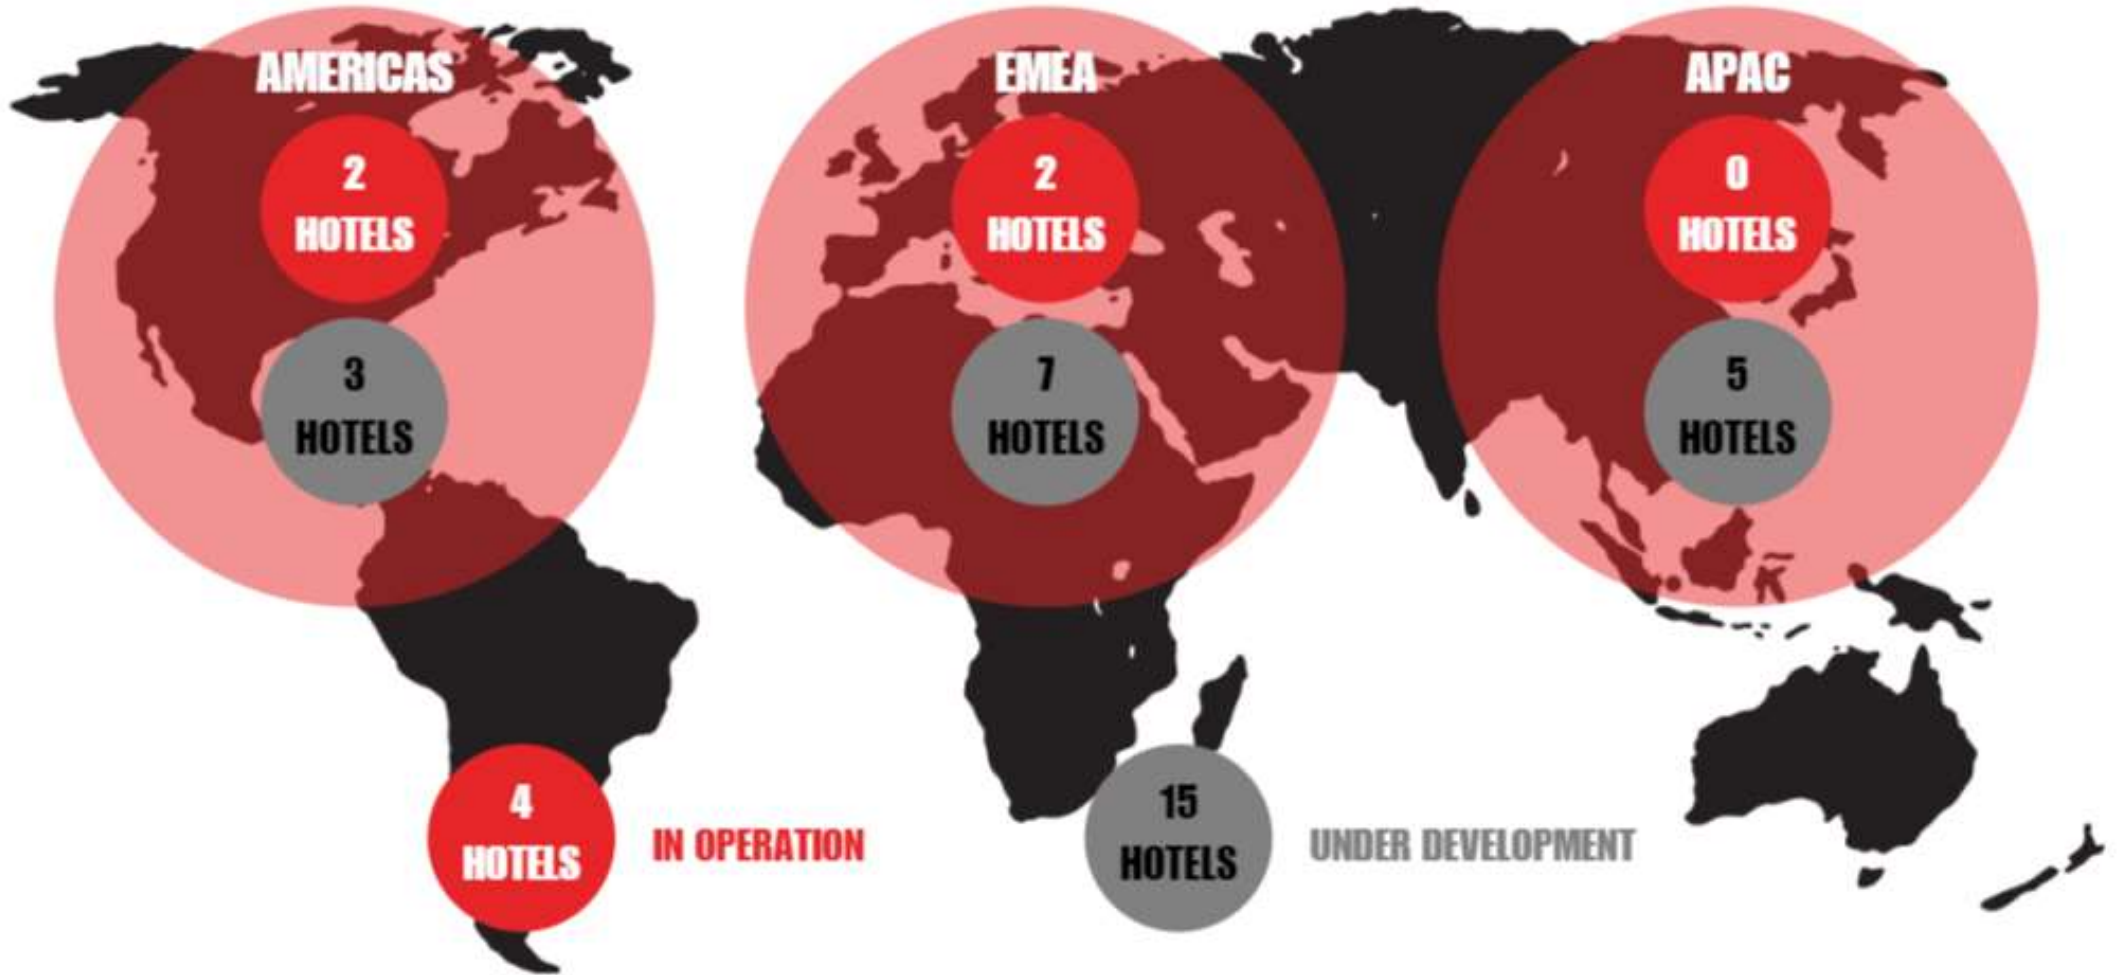 AMERICAS
2
HOTELS
3
HOTELS
EMEA
2
HOTELS
7
HOTELS
APAC
0
HOTELS
5
HOTELS
4
HOTELS
IN OPERATION
15
HOTELS
UNDER DEVELOPMENT